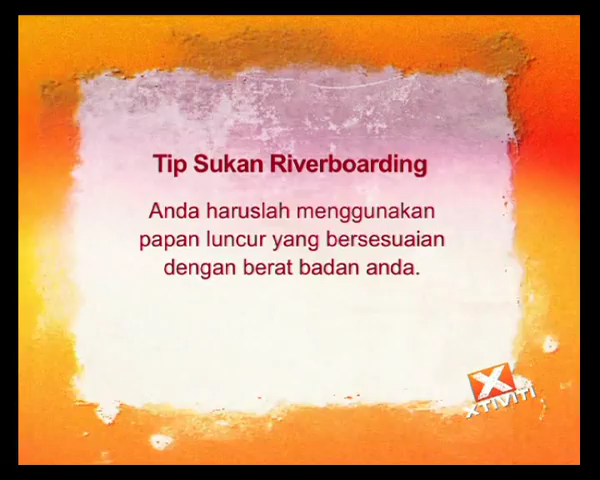 Tip Sukan Riverboarding
Anda haruslah menggunakan
papan luncur yang bersesuaian
dengan berat badan anda.
X
XTIVITI